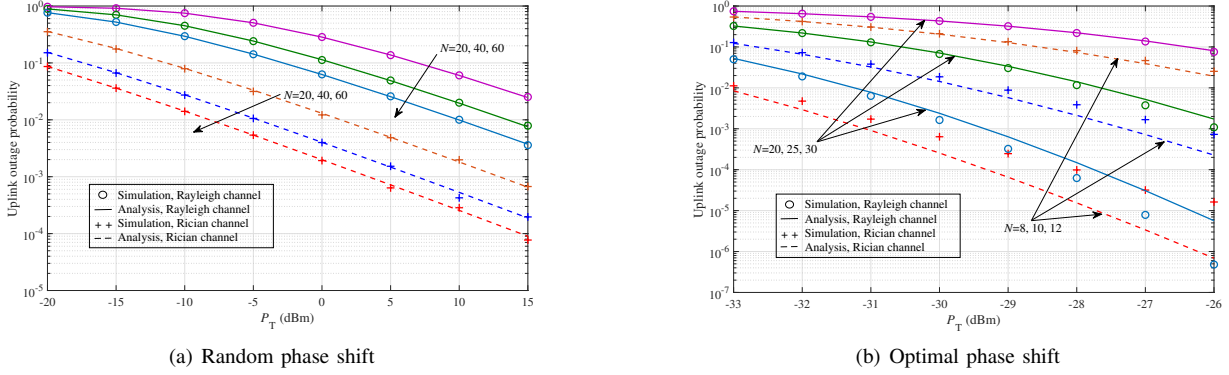 10^0
10^-1
10^-2
10^-3
10^-4
10^-5
Uplink outage probability
N=20, 40, 60
N=20, 40, 60
Simulation, Rayleigh channel
Analysis, Rayleigh channel
Simulation, Rician channel
Analysis, Rician channel
-20 -15 -10 -5 0 5 10 15
P_T (dBm)
(a) Random phase shift
10^0
10^-1
10^-2
10^-3
10^-4
10^-5
10^-6
10^-7
Uplink outage probability
N=20, 25, 30
N=8, 10, 12
Simulation, Rayleigh channel
Analysis, Rayleigh channel
Simulation, Rician channel
Analysis, Rician channel
-33 -32 -31 -30 -29 -28 -27 -26
P_T (dBm)
(b) Optimal phase shift